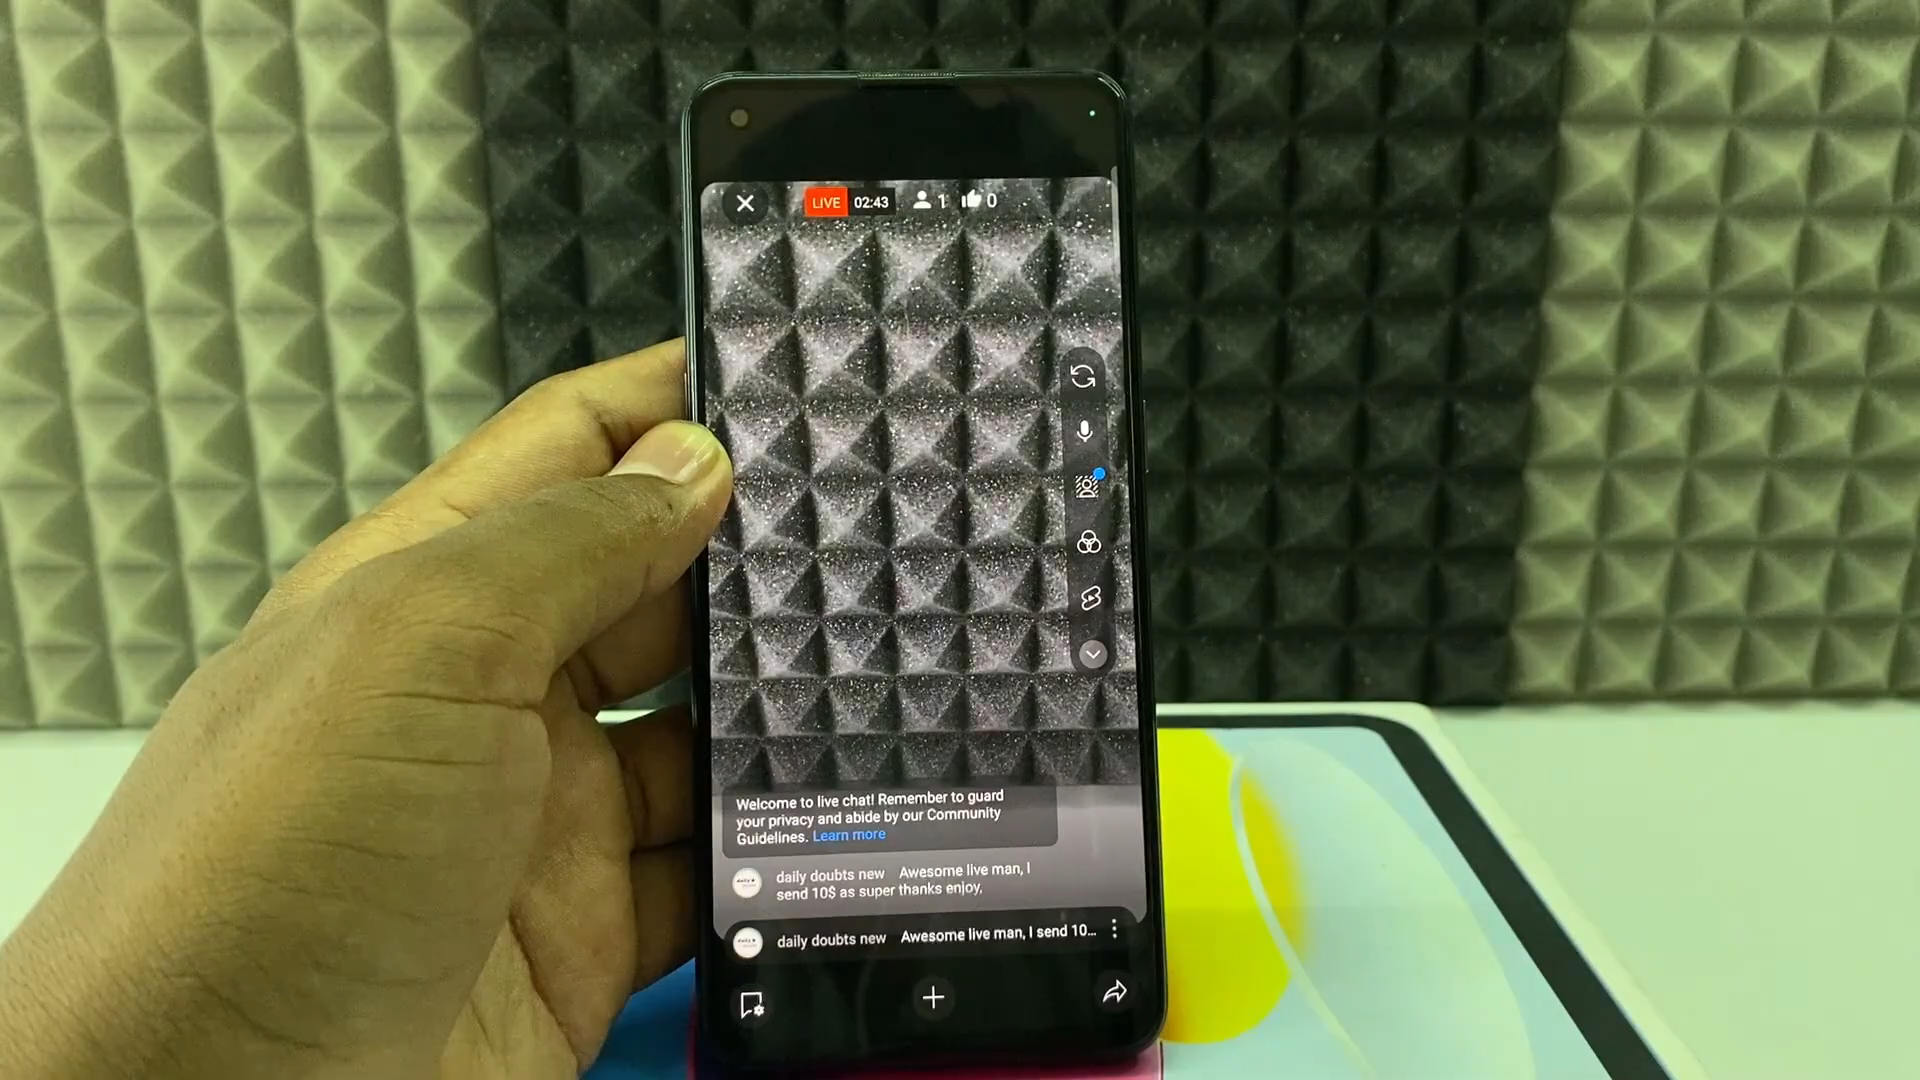 LIVE 02:43 1 0
Welcome to live chat! Remember to guard
your privacy and abide by our Community
Guidelines. Learn more
daily doubts new Awesome live man, I
send 10$ as super thanks enjoy,
daily doubts new Awesome live man, I send 10...